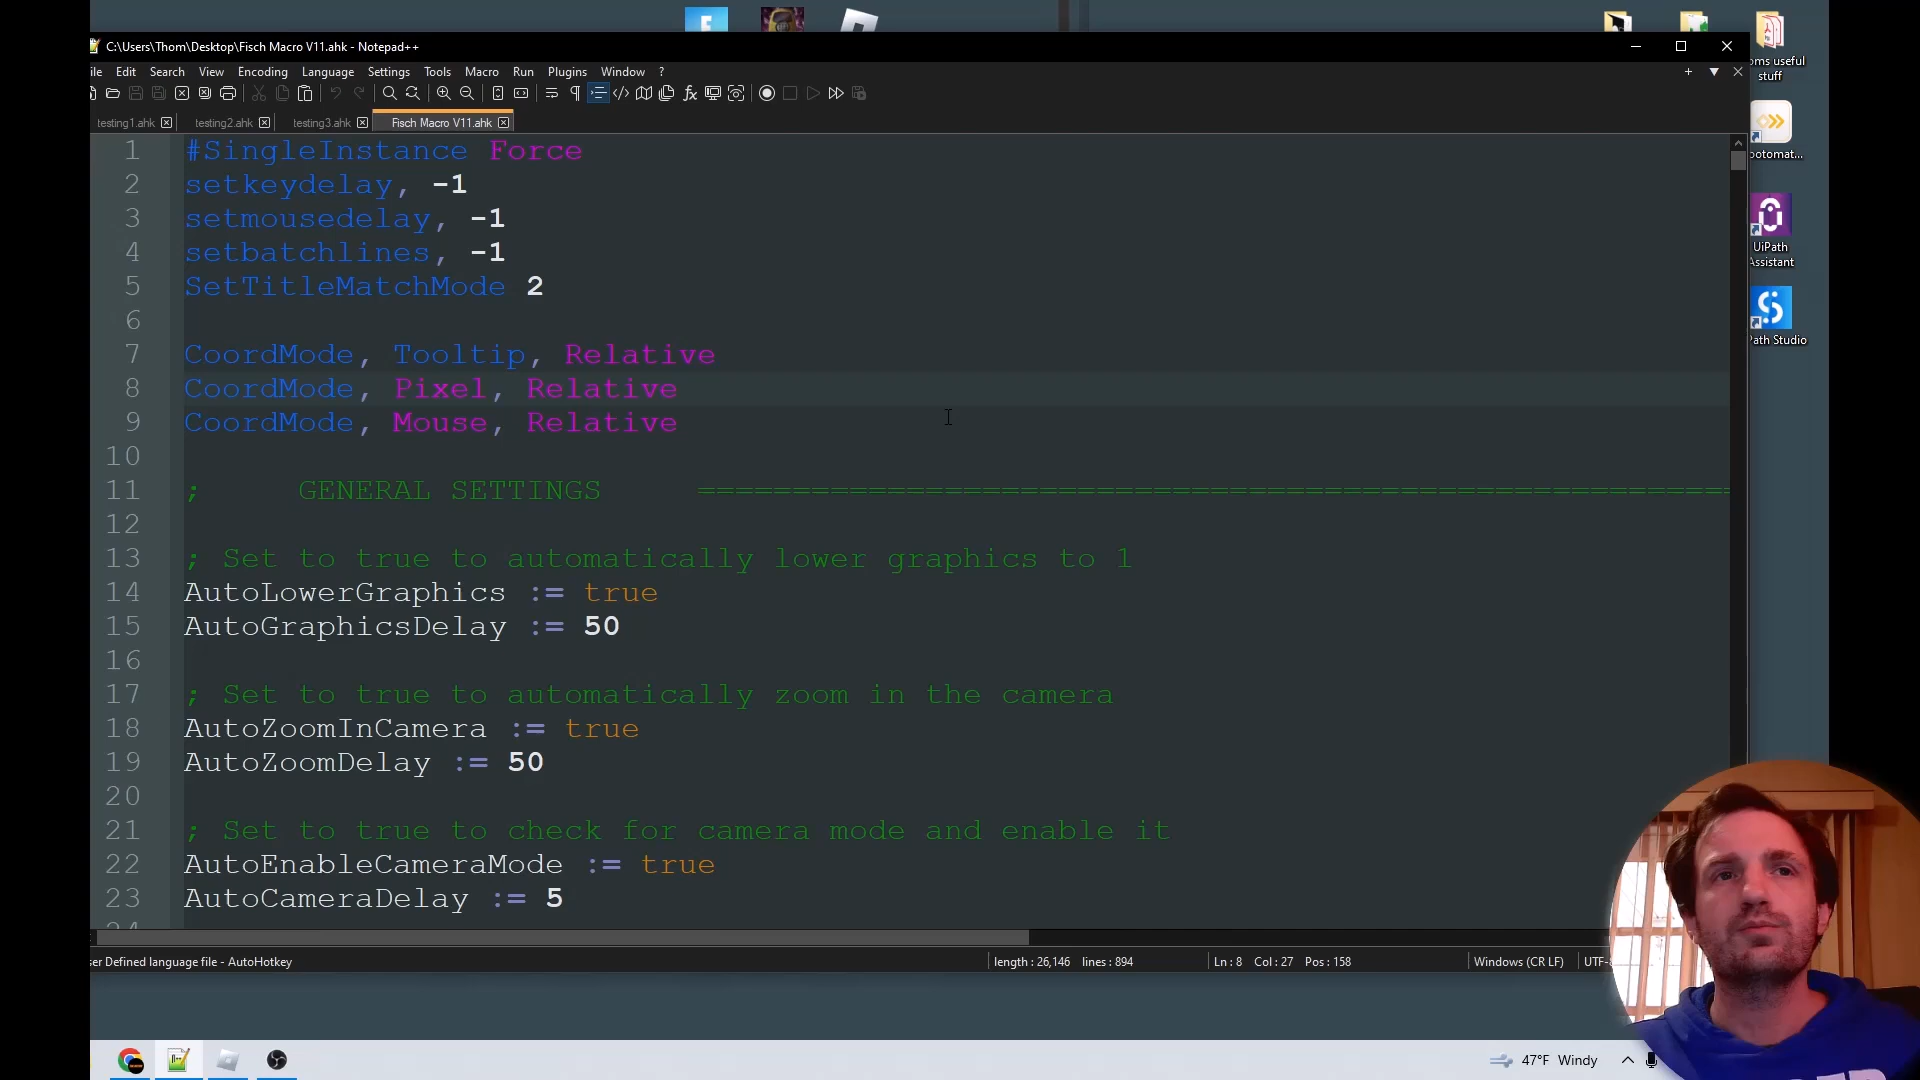 C:\Users\Thom\Desktop\Fisch Macro V11.ahk - Notepad++
ile Edit Search View Encoding Language Settings Tools Macro Run Plugins Window ?
testing1.ahk testing2.ahk testing3.ahk Fisch Macro V11.ahk
1 #SingleInstance Force
2 setkeydelay, -1
3 setmousedelay, -1
4 setbatchlines, -1
5 SetTitleMatchMode 2
6
7 CoordMode, Tooltip, Relative
8 CoordMode, Pixel, Relative
9 CoordMode, Mouse, Relative
10
11 ; GENERAL SETTINGS ======================================================
12
13 ; Set to true to automatically lower graphics to 1
14 AutoLowerGraphics := true
15 AutoGraphicsDelay := 50
16
17 ; Set to true to automatically zoom in the camera
18 AutoZoomInCamera := true
19 AutoZoomDelay := 50
20
21 ; Set to true to check for camera mode and enable it
22 AutoEnableCameraMode := true
23 AutoCameraDelay := 5
24
ser Defined language file - AutoHotkey length : 26,146 lines : 894 Ln : 8 Col : 27 Pos : 158 Windows (CR LF) UTF-
oms useful
stuff
ootomat...
UiPath
Assistant
Path Studio
47°F Windy